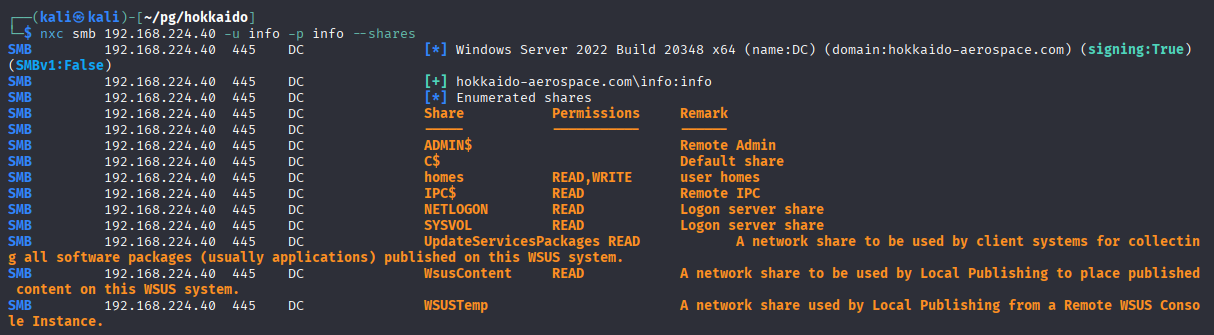 ┌──(kali㉿kali)-[~/pg/hokkaido]
└─$ nxc smb 192.168.224.40 -u info -p info --shares
SMB 192.168.224.40 445 DC [*] Windows Server 2022 Build 20348 x64 (name:DC) (domain:hokkaido-aerospace.com) (signing:True)
(SMBv1:False)
SMB 192.168.224.40 445 DC [+] hokkaido-aerospace.com\info:info
SMB 192.168.224.40 445 DC [*] Enumerated shares
SMB 192.168.224.40 445 DC Share Permissions Remark
SMB 192.168.224.40 445 DC ----- ----------- ------
SMB 192.168.224.40 445 DC ADMIN$ Remote Admin
SMB 192.168.224.40 445 DC C$ Default share
SMB 192.168.224.40 445 DC homes READ,WRITE user homes
SMB 192.168.224.40 445 DC IPC$ READ Remote IPC
SMB 192.168.224.40 445 DC NETLOGON READ Logon server share
SMB 192.168.224.40 445 DC SYSVOL READ Logon server share
SMB 192.168.224.40 445 DC UpdateServicesPackages READ A network share to be used by client systems for collectin
g all software packages (usually applications) published on this WSUS system.
SMB 192.168.224.40 445 DC WsusContent READ A network share to be used by Local Publishing to place published
content on this WSUS system.
SMB 192.168.224.40 445 DC WSUSTemp A network share used by Local Publishing from a Remote WSUS Conso
le Instance.